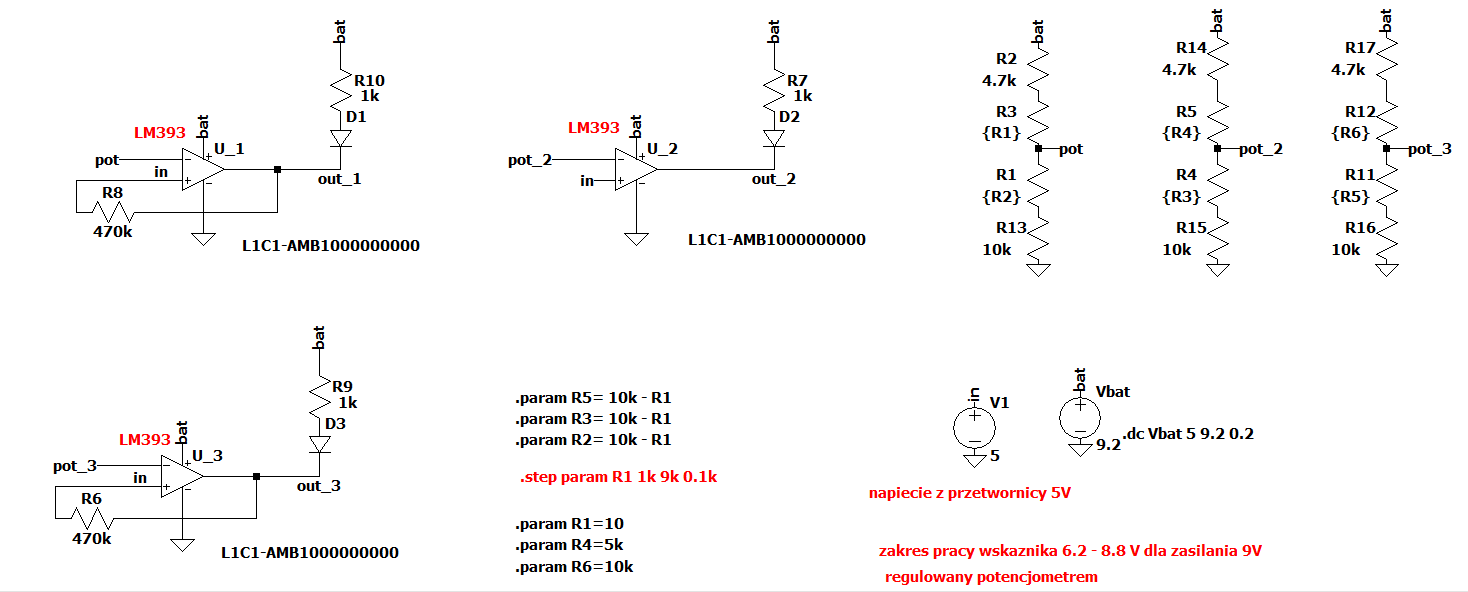 bat
R10
1k
D1
LM393
bat
U_1
pot
in
R8
470k
out_1
L1C1-AMB1000000000
bat
R7
1k
D2
LM393
bat
U_2
pot_2
in
out_2
L1C1-AMB1000000000
bat
R2
4.7k
R3
{R1}
pot
R1
{R2}
R13
10k
bat
R14
4.7k
R5
{R4}
pot_2
R4
{R3}
R15
10k
bat
R17
4.7k
R12
{R6}
pot_3
R11
{R5}
R16
10k
bat
R9
1k
D3
LM393
bat
U_3
pot_3
in
R6
470k
out_3
L1C1-AMB1000000000
.param R5= 10k - R1
.param R3= 10k - R1
.param R2= 10k - R1
.step param R1 1k 9k 0.1k
.param R1=10
.param R4=5k
.param R6=10k
in
V1
5
bat
Vbat
9.2
.dc Vbat 5 9.2 0.2
napiecie z przetwornicy 5V
zakres pracy wskaznika 6.2 - 8.8 V dla zasilania 9V
regulowany potencjometrem